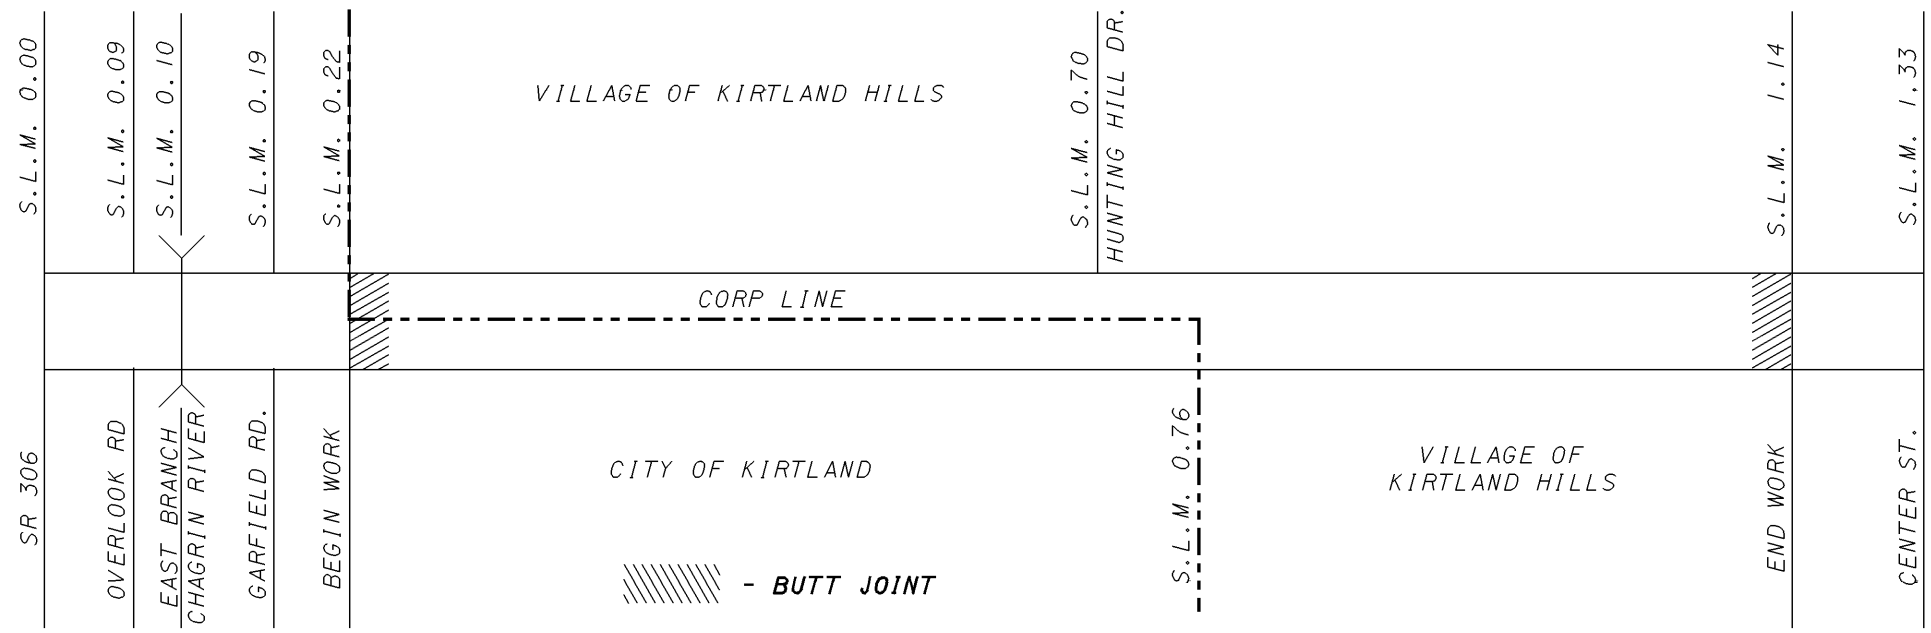 S.L.M. 0.00
S.L.M. 0.09
S.L.M. 0.10
S.L.M. 0.19
S.L.M. 0.22
VILLAGE OF KIRTLAND HILLS
S.L.M. 0.70
HUNTING HILL DR.
S.L.M. 1.14
S.L.M. 1.33
CORP LINE
SR 306
OVERLOOK RD
EAST BRANCH
CHAGRIN RIVER
GARFIELD RD.
BEGIN WORK
CITY OF KIRTLAND
S.L.M. 0.76
VILLAGE OF
KIRTLAND HILLS
END WORK
CENTER ST.
- BUTT JOINT